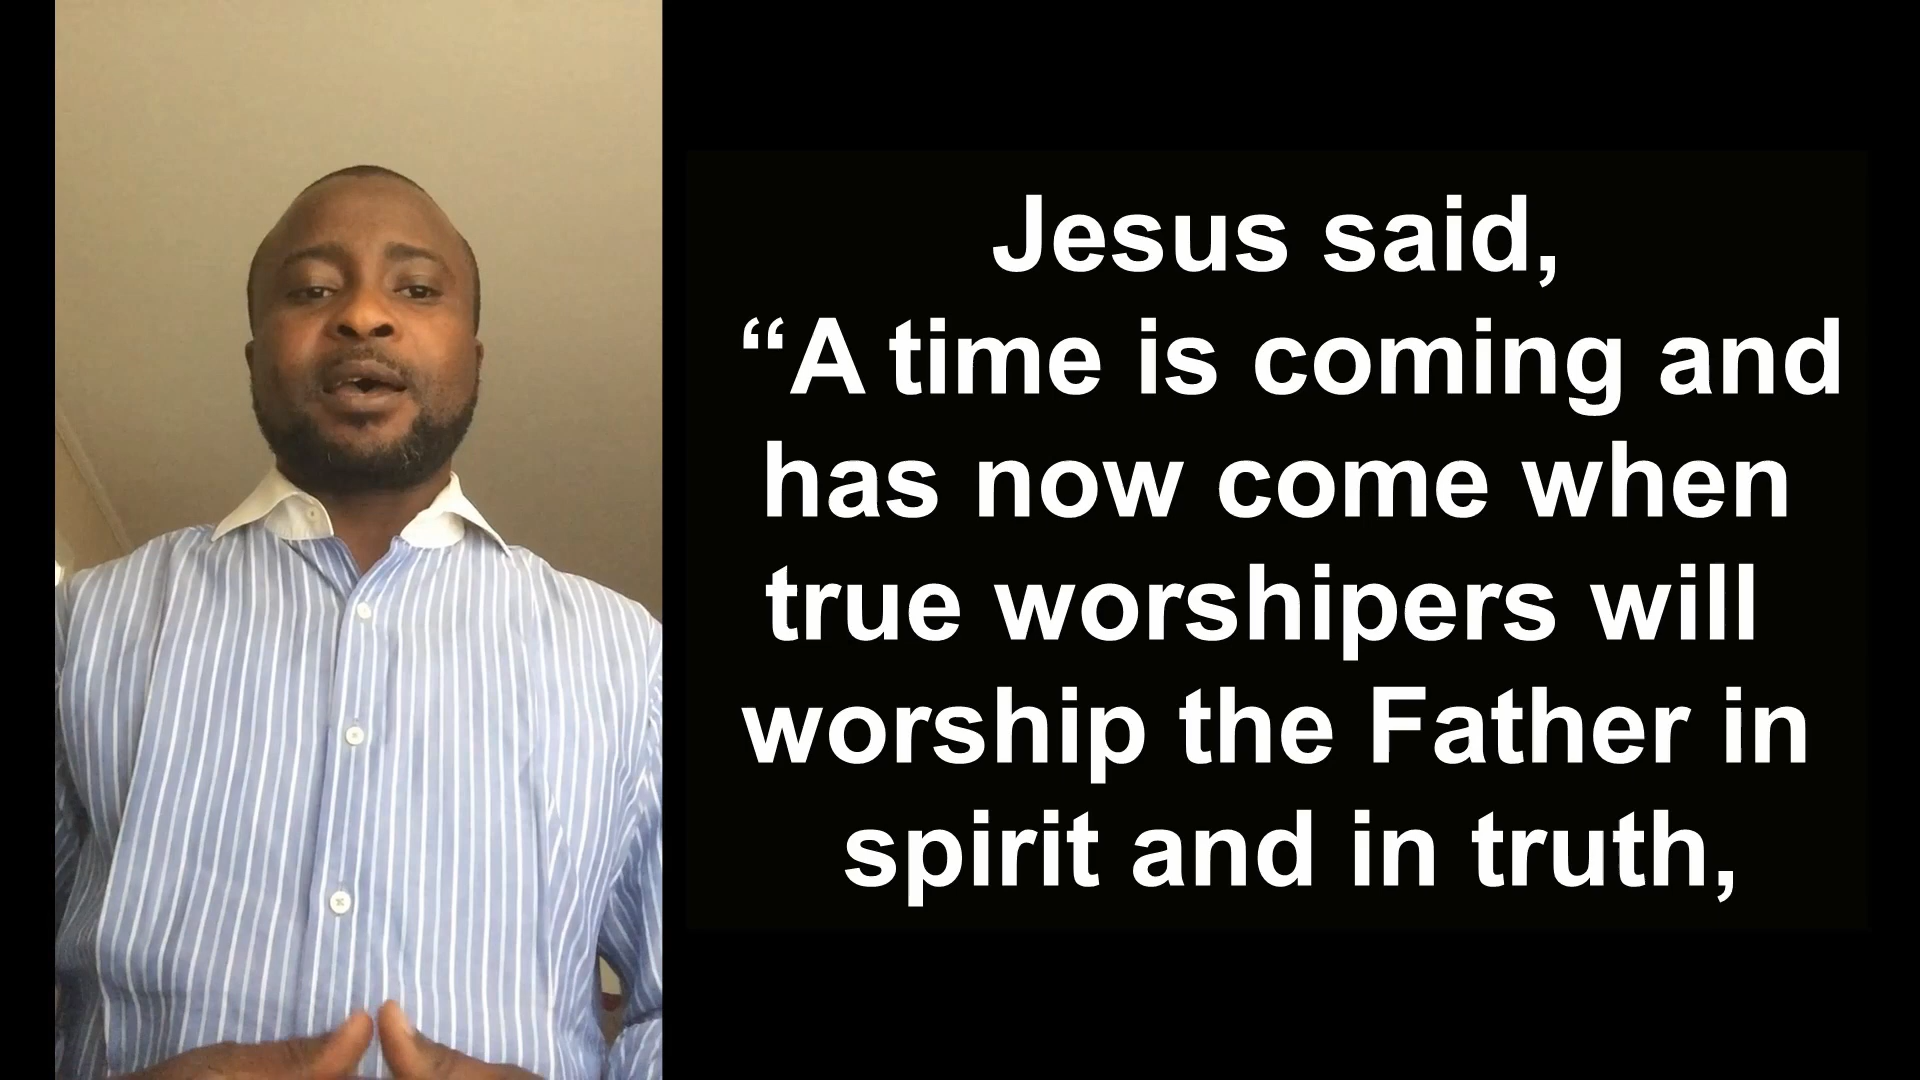 Jesus said,
“A time is coming and
has now come when
true worshipers will
worship the Father in
spirit and in truth,